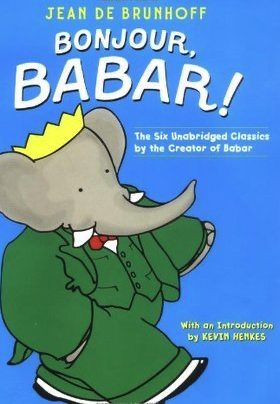 JEAN DE BRUNHOFF
BONJOUR,
BABAR!
The Six Unabridged Classics
by the Creator of Babar
With an Introduction
by KEVIN HENKES